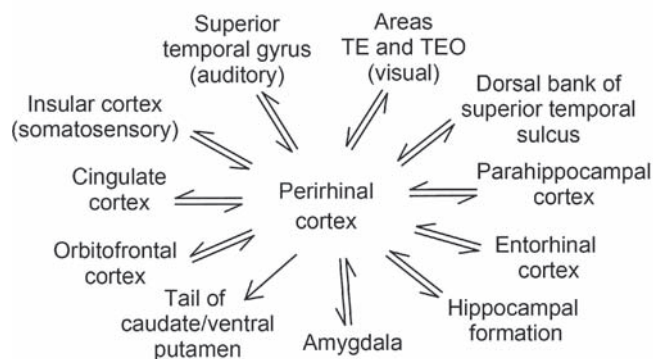 Superior
temporal gyrus
(auditory)
Areas
TE and TEO
(visual)
Dorsal bank of
superior temporal
sulcus
Insular cortex
(somatosensory)
Cingulate
cortex
Perirhinal
cortex
Parahippocampal
cortex
Orbitofrontal
cortex
Entorhinal
cortex
Tail of
caudate/ventral
putamen
Amygdala
Hippocampal
formation